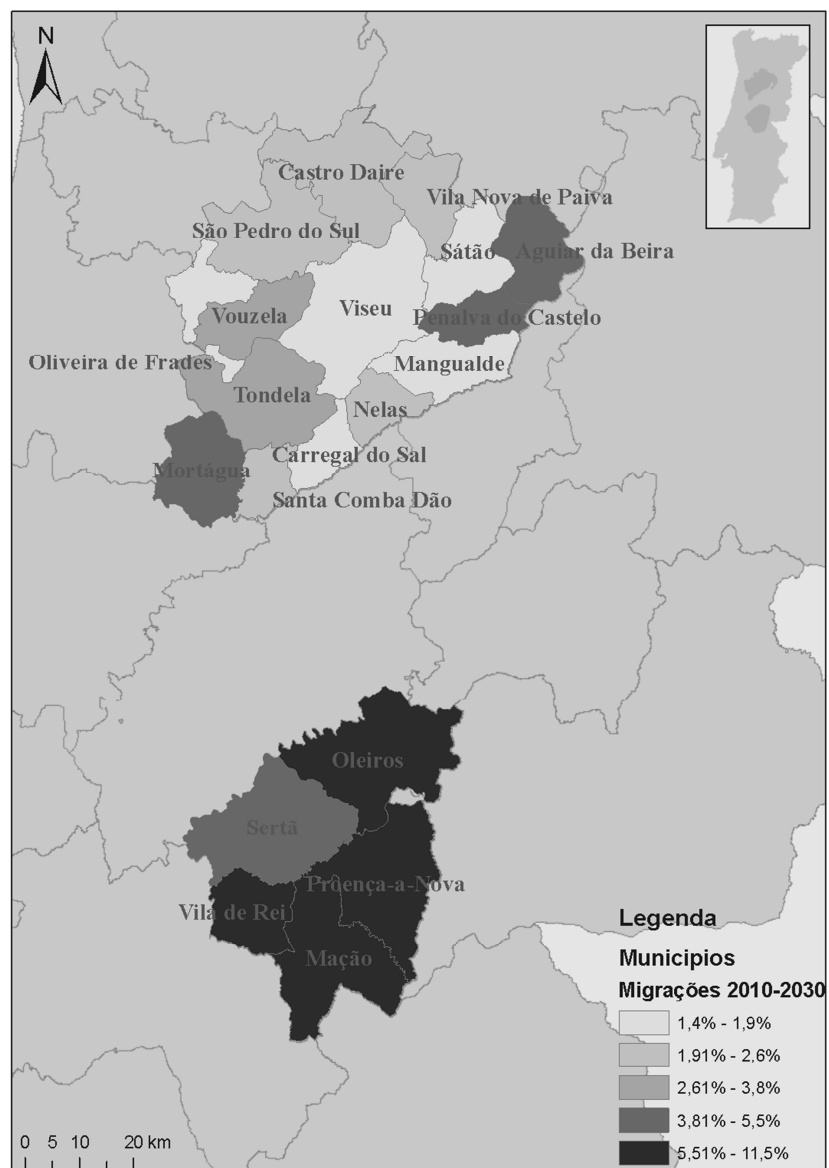 N
Castro Daire
Vila Nova de Paiva
São Pedro do Sul
Sátão
Aguiar da Beira
Viseu
Vouzela
Penalva do Castelo
Oliveira de Frades
Mangualde
Tondela
Nelas
Carregal do Sal
Mortágua
Santa Comba Dão
Oleiros
Sertã
Proença-a-Nova
Vila de Rei
Mação
Legenda
Municipios
Migrações 2010-2030
1,4% - 1,9%
1,91% - 2,6%
2,61% - 3,8%
3,81% - 5,5%
5,51% - 11,5%
0 5 10 20 km